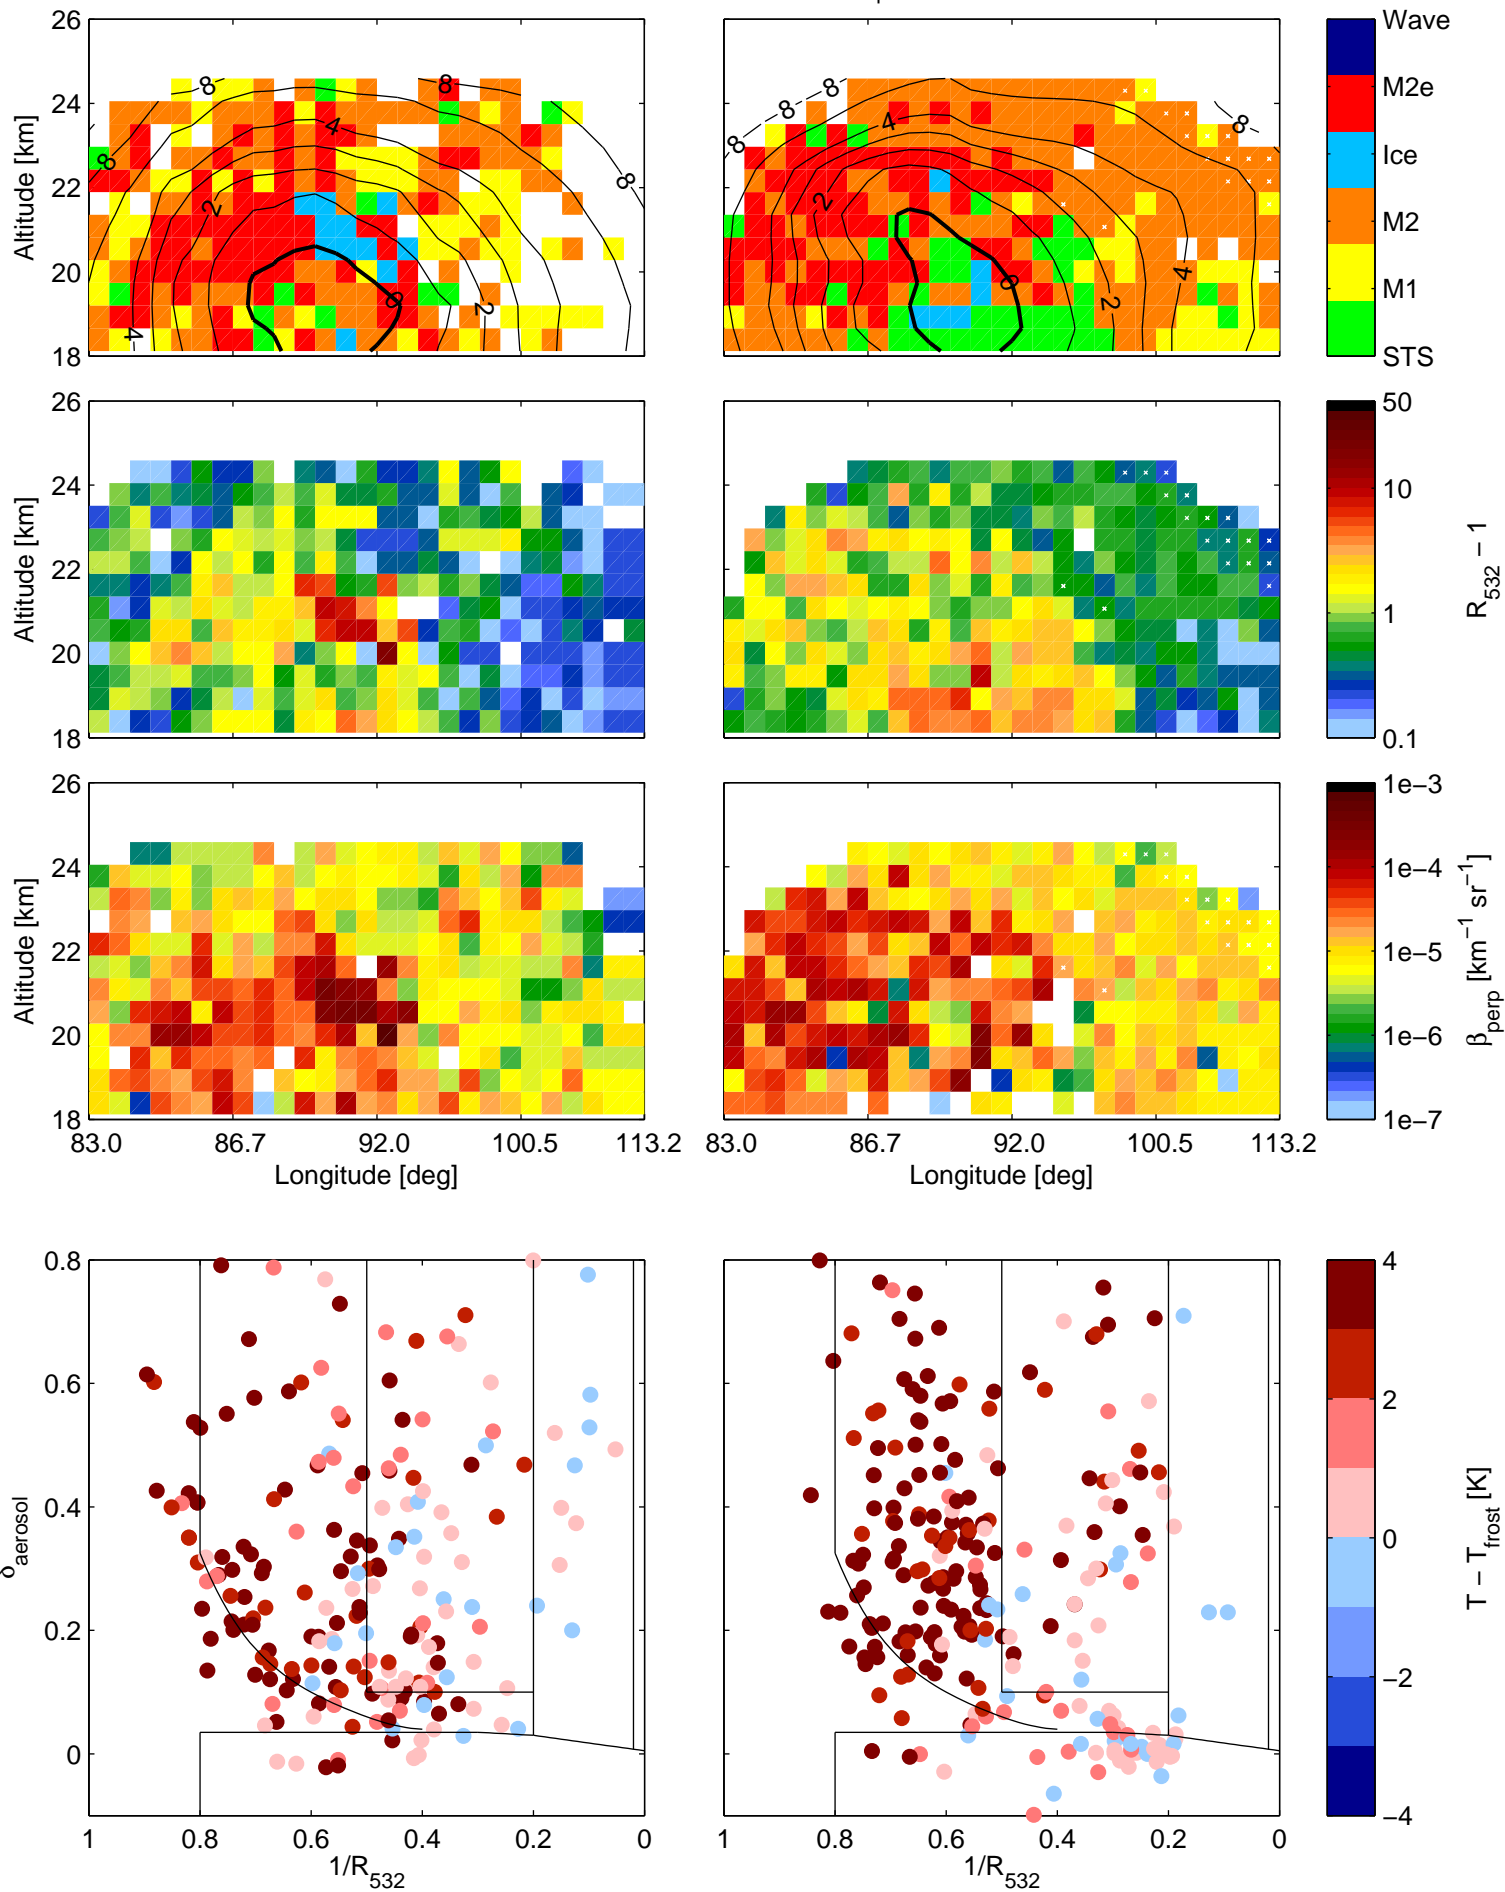 26
24
22
20
18
Altitude [km]
8
8
4
8
2
8
0
2
4
8
8
8
4
8
2
0
2
4
Wave
M2e
Ice
M2
M1
STS
26
24
22
20
18
Altitude [km]
50
10
1
0.1
R532 − 1
26
24
22
20
18
Altitude [km]
83.0 86.7 92.0 100.5 113.2
Longitude [deg]
83.0 86.7 92.0 100.5 113.2
Longitude [deg]
1e−3
1e−4
1e−5
1e−6
1e−7
βperp [km−1 sr−1]
0.8
0.6
0.4
0.2
0
δaerosol
1 0.8 0.6 0.4 0.2 0
1/R532
1 0.8 0.6 0.4 0.2 0
1/R532
4
2
0
−2
−4
T − Tfrost [K]